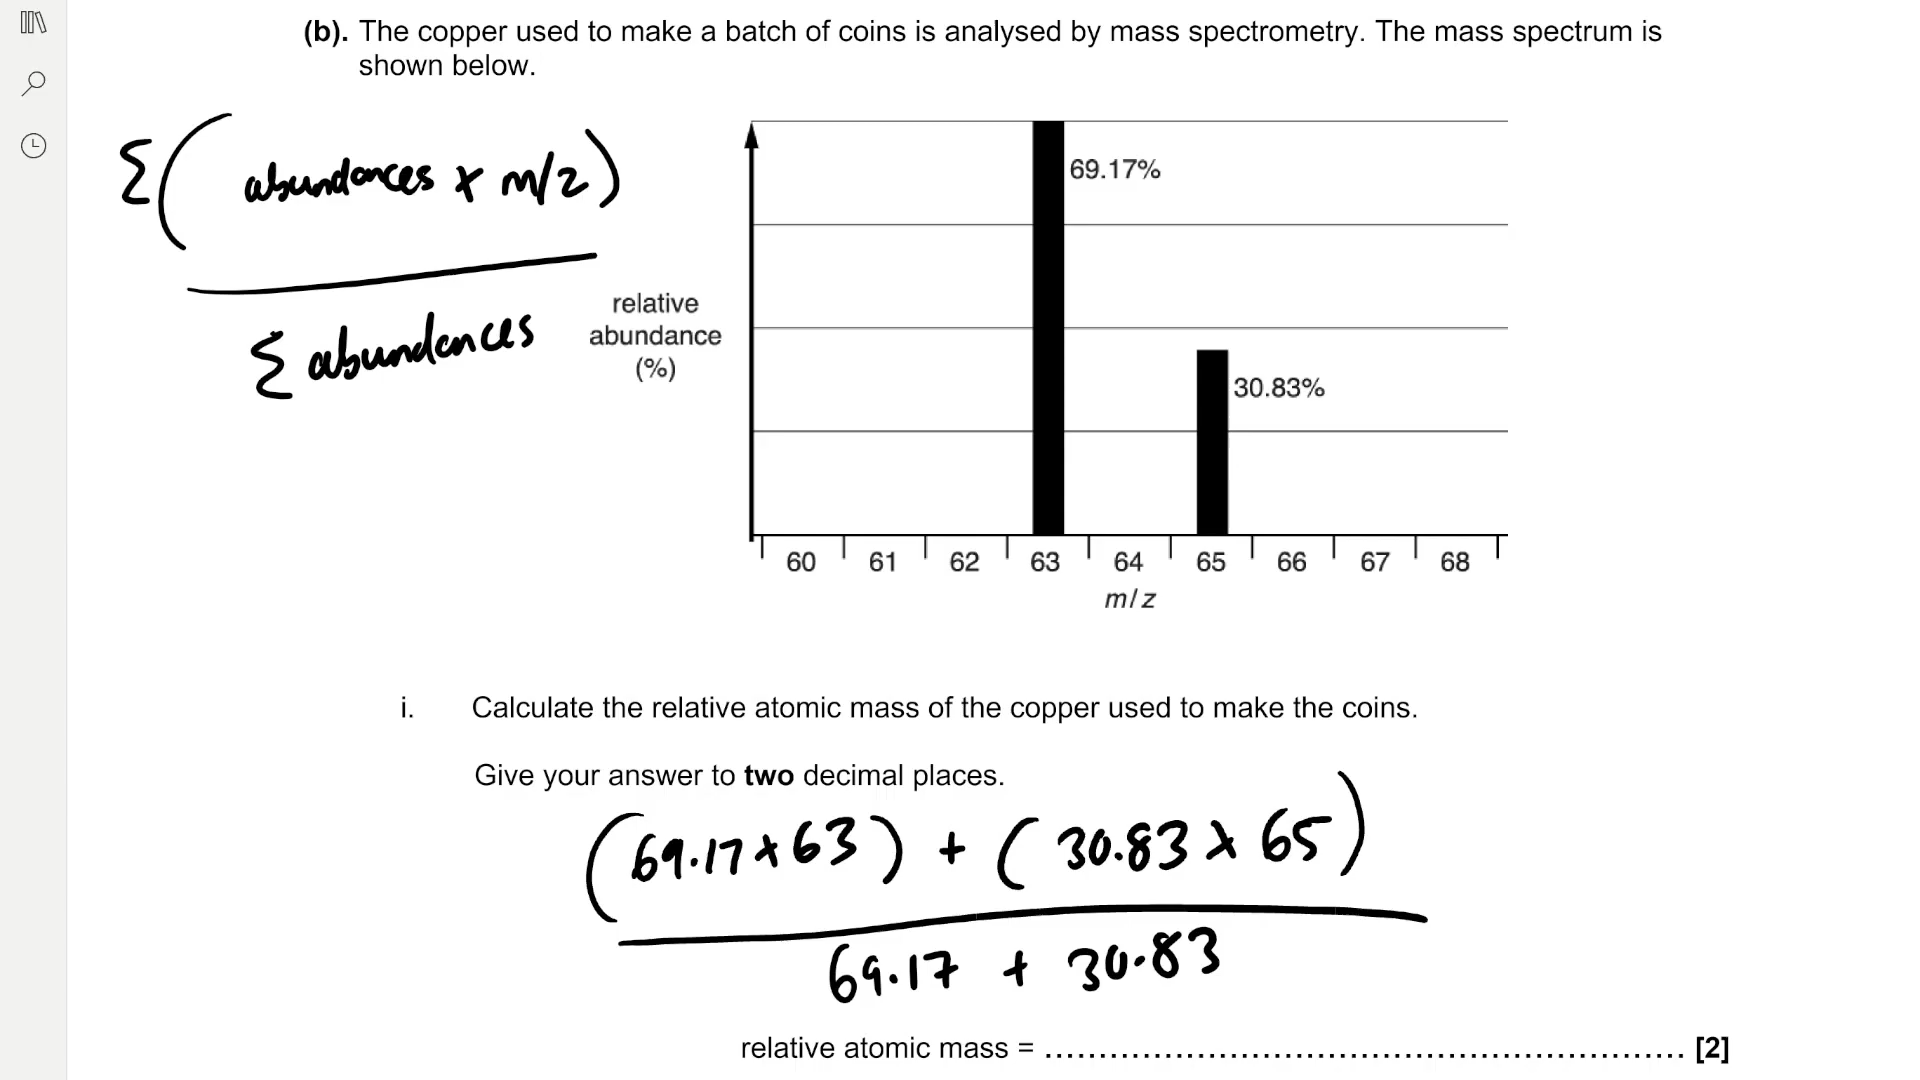 (b). The copper used to make a batch of coins is analysed by mass spectrometry. The mass spectrum is
shown below.
Σ( abundances x m/z)
Σ abundances
relative
abundance
(%)
69.17%
30.83%
60 61 62 63 64 65 66 67 68
m/z
i. Calculate the relative atomic mass of the copper used to make the coins.
Give your answer to two decimal places.
(69.17x63) + (30.83 x 65)
69.17 + 30.83
relative atomic mass = ............................................................ [2]